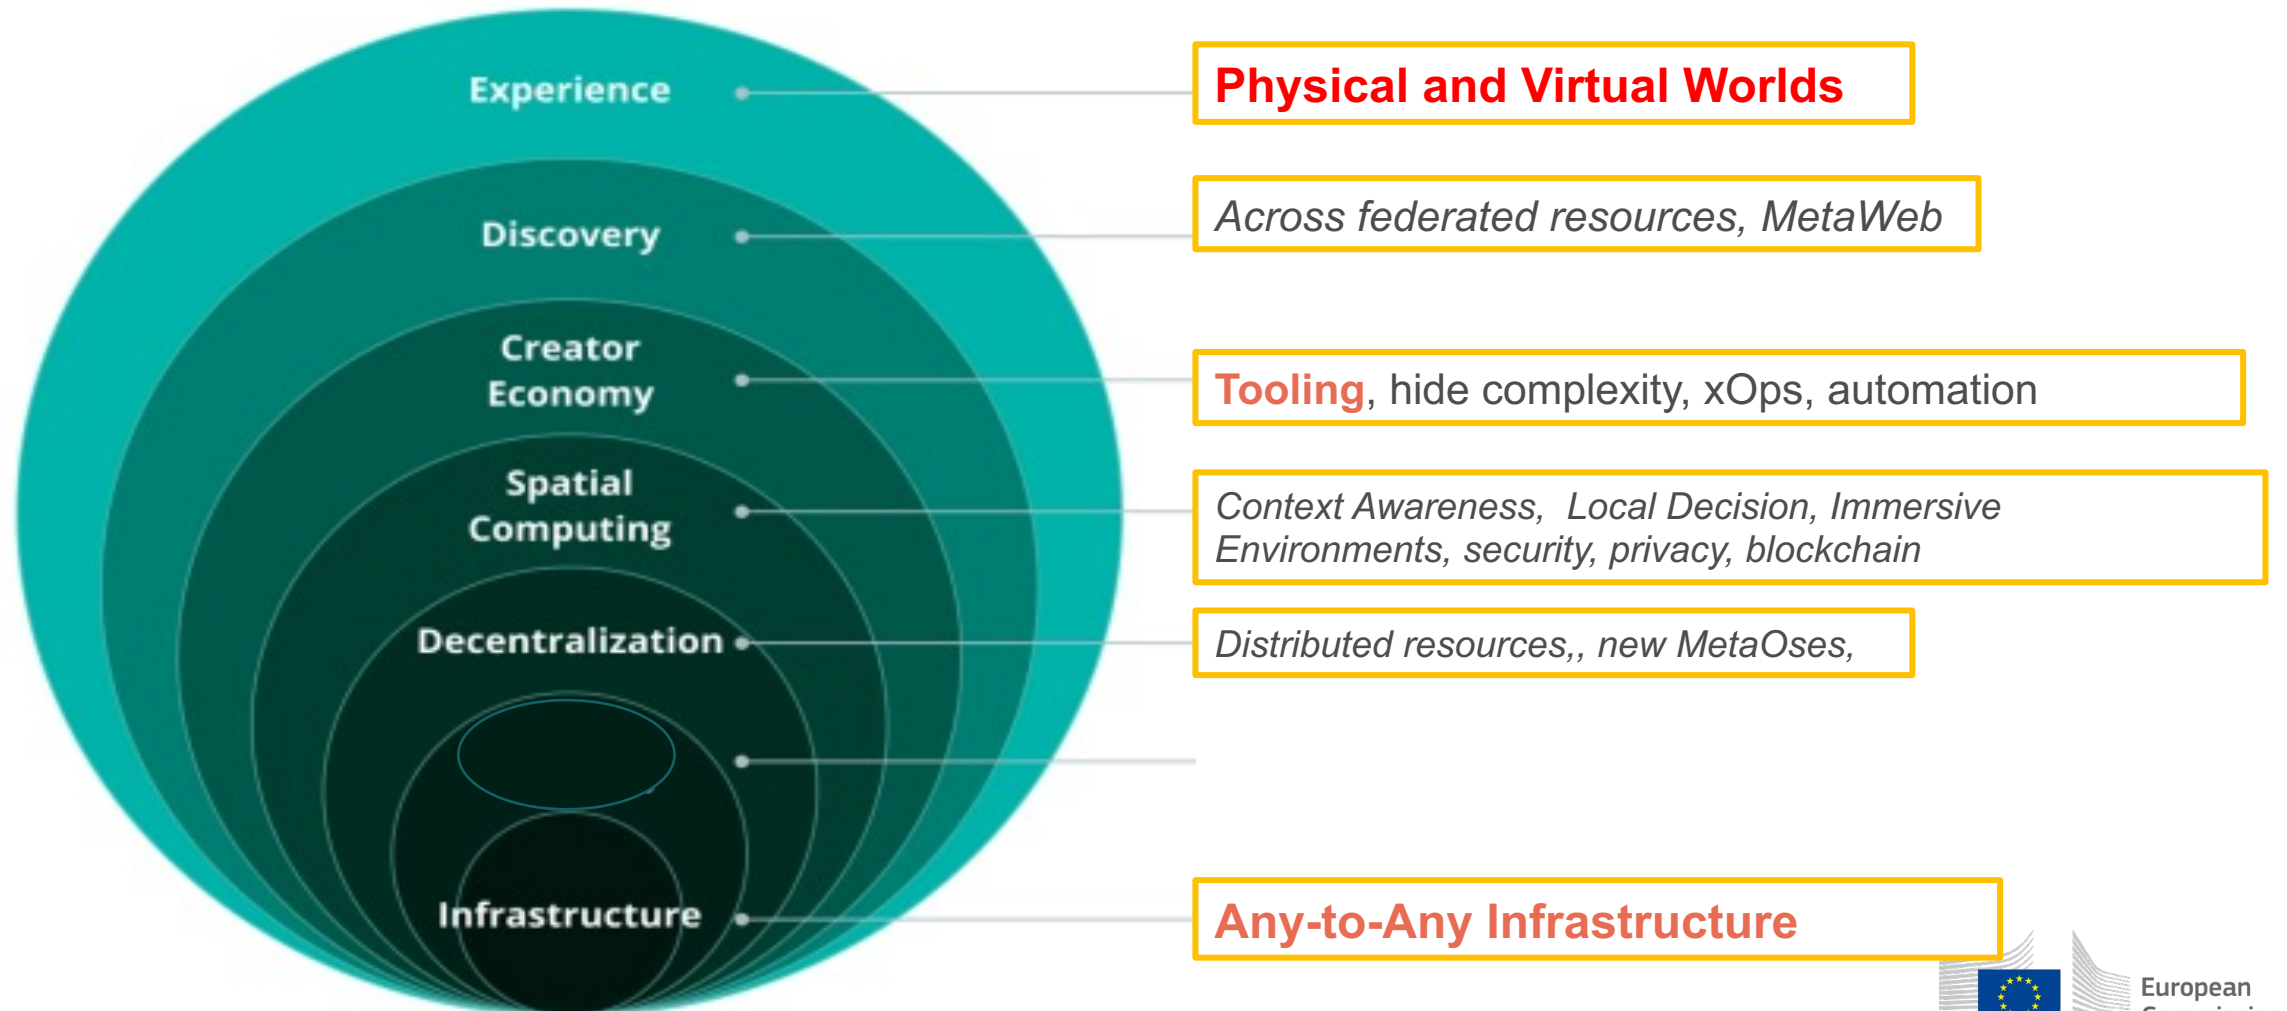 Experience
Physical and Virtual Worlds
Discovery
Across federated resources, MetaWeb
Creator
Economy
Tooling, hide complexity, xOps, automation
Spatial
Computing
Context Awareness, Local Decision, Immersive
Environments, security, privacy, blockchain
Decentralization
Distributed resources,, new MetaOses,
Infrastructure
Any-to-Any Infrastructure
European